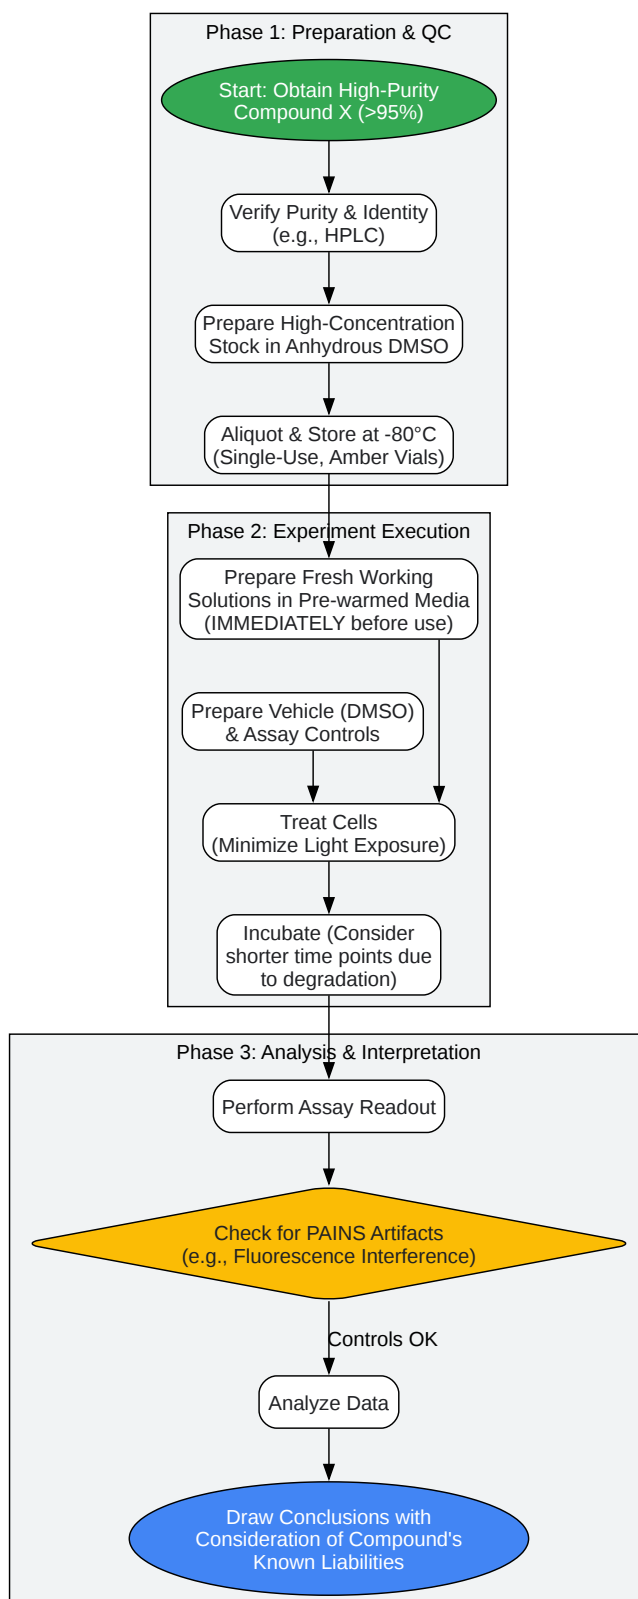 Phase 1: Preparation & QC
Start: Obtain High-Purity
Compound X (>95%)
Verify Purity & Identity
(e.g., HPLC)
Prepare High-Concentration
Stock in Anhydrous DMSO
Aliquot & Store at -80°C
(Single-Use, Amber Vials)
Phase 2: Experiment Execution
Prepare Fresh Working
Solutions in Pre-warmed Media
(IMMEDIATELY before use)
Prepare Vehicle (DMSO)
& Assay Controls
Treat Cells
(Minimize Light Exposure)
Incubate (Consider
shorter time points due
to degradation)
Phase 3: Analysis & Interpretation
Perform Assay Readout
Check for PAINS Artifacts
(e.g., Fluorescence Interference)
Controls OK
Analyze Data
Draw Conclusions with
Consideration of Compound's
Known Liabilities